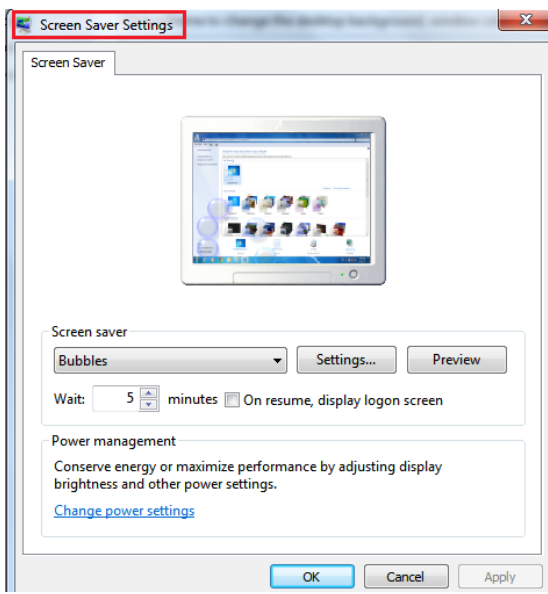 Screen Saver Settings
Screen Saver
Screen saver
Bubbles Settings... Preview
Wait: 5 minutes On resume, display logon screen
Power management
Conserve energy or maximize performance by adjusting display
brightness and other power settings.
Change power settings
OK Cancel Apply